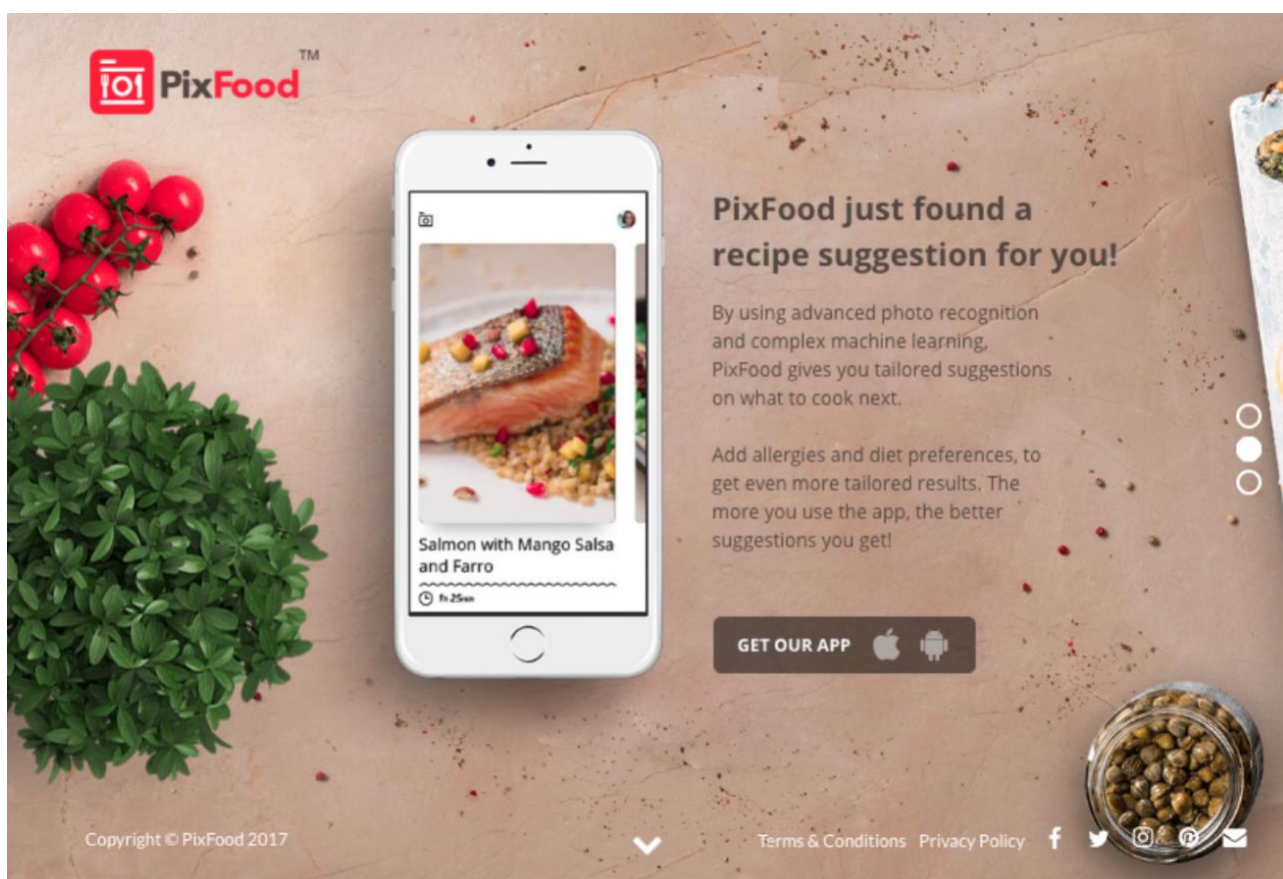 PixFood™
PixFood just found a
recipe suggestion for you!
By using advanced photo recognition
and complex machine learning,
PixFood gives you tailored suggestions
on what to cook next.
Add allergies and diet preferences, to
get even more tailored results. The
more you use the app, the better
suggestions you get!
GET OUR APP
Salmon with Mango Salsa
and Farro
1h 25min
Copyright © PixFood 2017
Terms & Conditions Privacy Policy